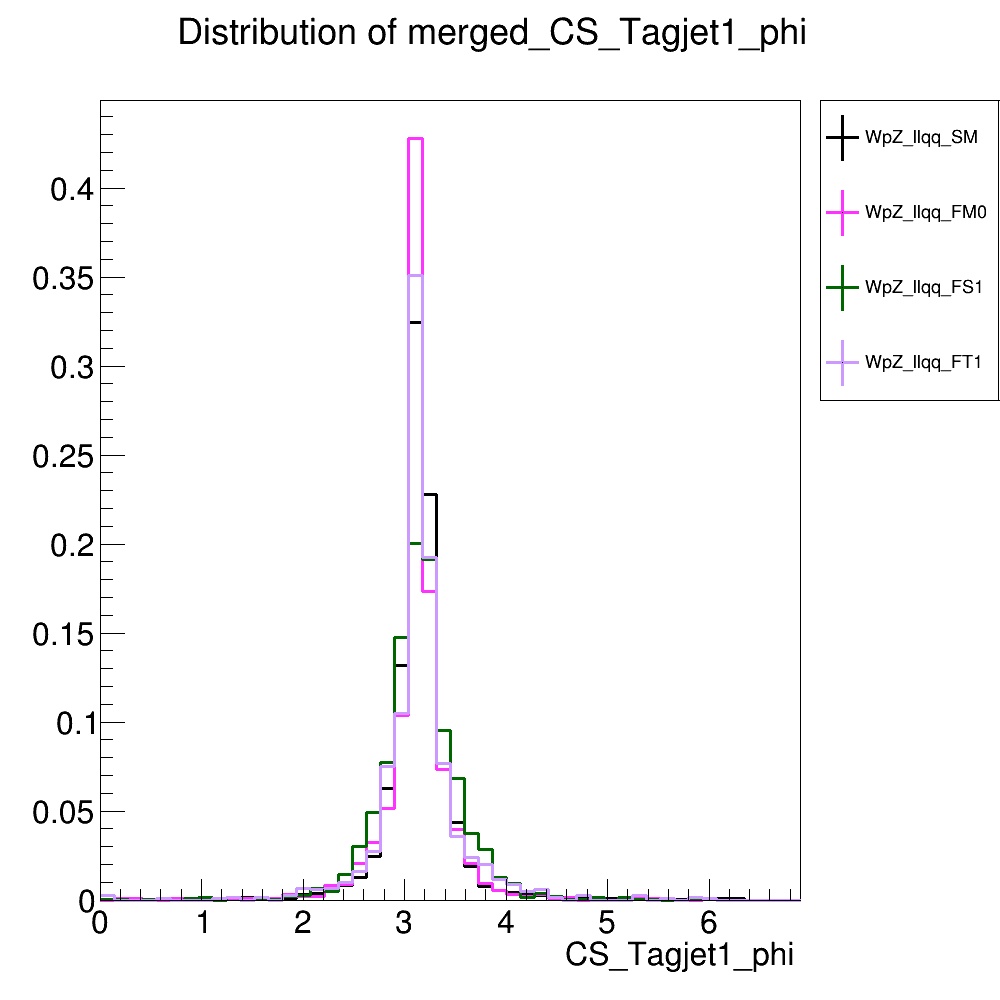 Distribution of merged_CS_Tagjet1_phi
WpZ_llqq_SM
WpZ_llqq_FM0
WpZ_llqq_FS1
WpZ_llqq_FT1
0.4
0.35
0.3
0.25
0.2
0.15
0.1
0.05
0
0 1 2 3 4 5 6
CS_Tagjet1_phi